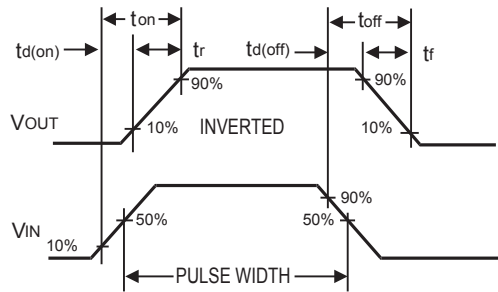 ton toff
td(on) tr td(off) tf
90% 90%
VOUT 10% INVERTED 10%
90%
50% 50%
VIN 10%
PULSE WIDTH